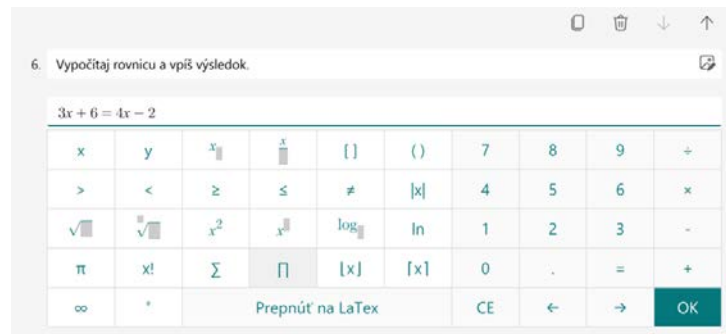 6. Vypočítaj rovnicu a vpíš výsledok.
3x + 6 = 4x − 2
x y x▯ x/▯ [ ] ( ) 7 8 9 ÷
> < ≥ ≤ ≠ |x| 4 5 6 ×
√▯ ▯√▯ x² x▯ log▯ ln 1 2 3 -
π x! Σ ∏ ⌊x⌋ ⌈x⌉ 0 . = +
∞ ° Prepnúť na LaTex CE ← → OK